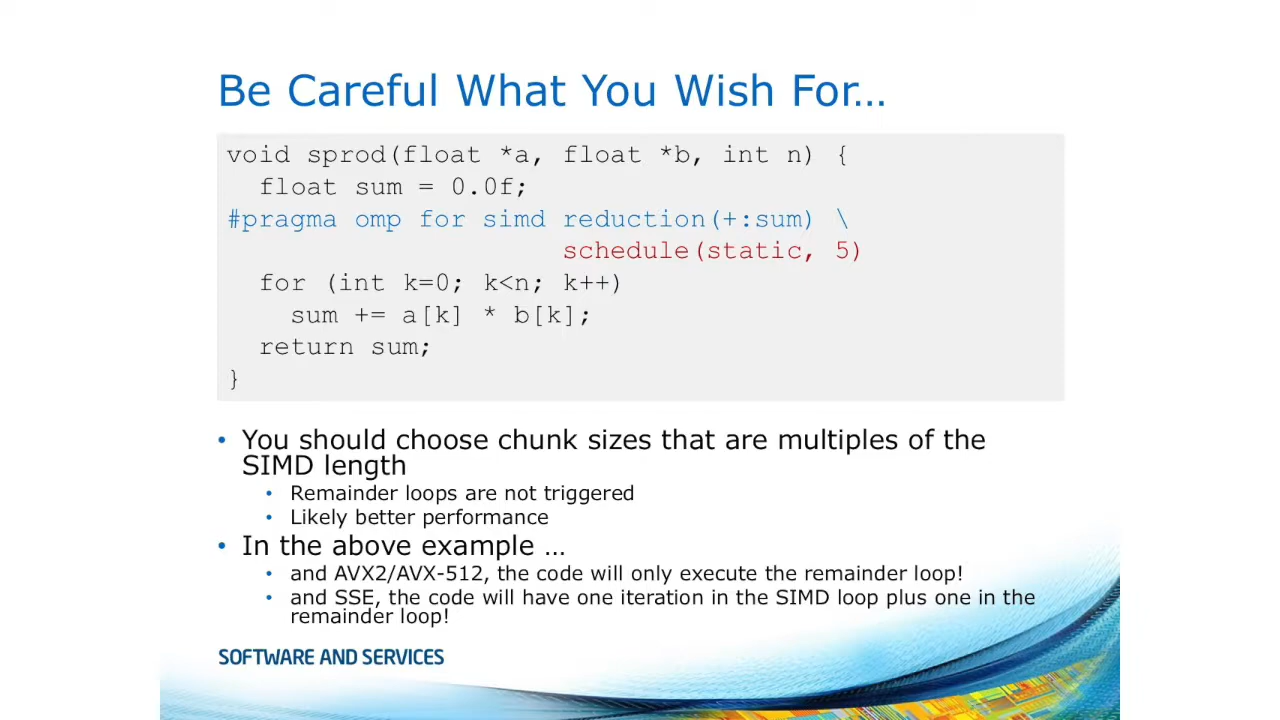 Be Careful What You Wish For…
void sprod(float *a, float *b, int n) {
  float sum = 0.0f;
#pragma omp for simd reduction(+:sum) \
                     schedule(static, 5)
  for (int k=0; k<n; k++)
    sum += a[k] * b[k];
  return sum;
}
• You should choose chunk sizes that are multiples of the
SIMD length
• Remainder loops are not triggered
• Likely better performance
• In the above example …
• and AVX2/AVX-512, the code will only execute the remainder loop!
• and SSE, the code will have one iteration in the SIMD loop plus one in the
remainder loop!
SOFTWARE AND SERVICES